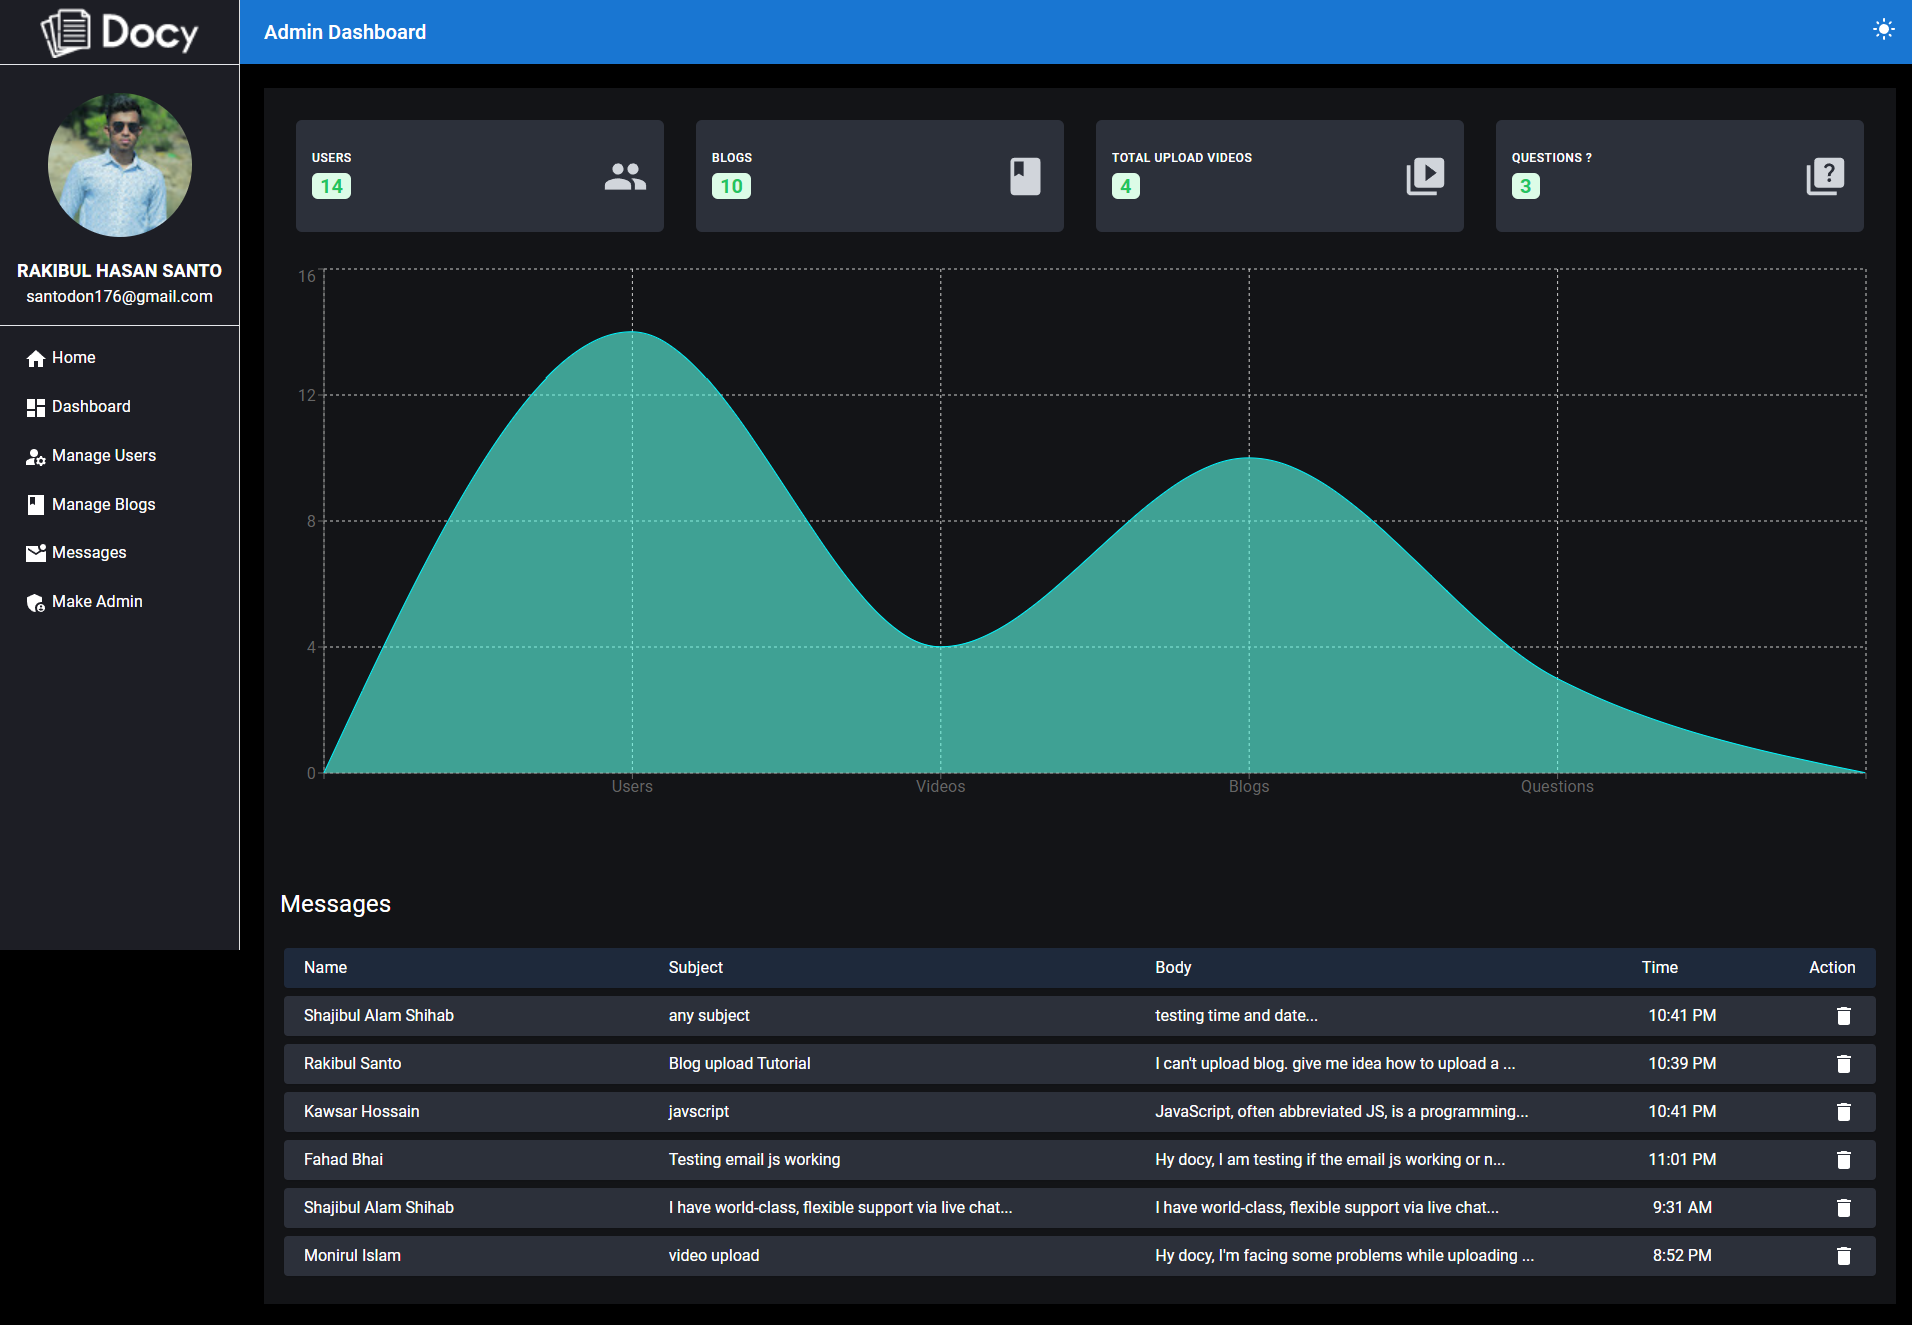 Docy
Admin Dashboard
RAKIBUL HASAN SANTO
santodon176@gmail.com
Home
Dashboard
Manage Users
Manage Blogs
Messages
Make Admin
USERS
14
BLOGS
10
TOTAL UPLOAD VIDEOS
4
QUESTIONS ?
3
?
16
12
8
4
0
Users Videos Blogs Questions
Messages
Name Subject Body Time Action
Shajibul Alam Shihab any subject testing time and date... 10:41 PM
Rakibul Santo Blog upload Tutorial I can't upload blog. give me idea how to upload a ... 10:39 PM
Kawsar Hossain javscript JavaScript, often abbreviated JS, is a programming... 10:41 PM
Fahad Bhai Testing email js working Hy docy, I am testing if the email js working or n... 11:01 PM
Shajibul Alam Shihab I have world-class, flexible support via live chat... I have world-class, flexible support via live chat... 9:31 AM
Monirul Islam video upload Hy docy, I'm facing some problems while uploading ... 8:52 PM